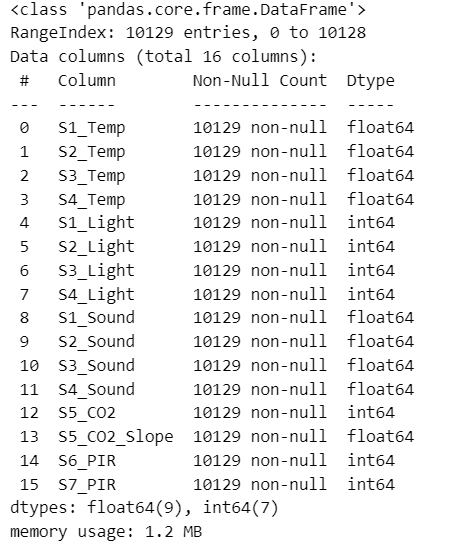 <class 'pandas.core.frame.DataFrame'>
RangeIndex: 10129 entries, 0 to 10128
Data columns (total 16 columns):
 #   Column        Non-Null Count  Dtype
---  ------        --------------  -----
 0   S1_Temp       10129 non-null  float64
 1   S2_Temp       10129 non-null  float64
 2   S3_Temp       10129 non-null  float64
 3   S4_Temp       10129 non-null  float64
 4   S1_Light      10129 non-null  int64
 5   S2_Light      10129 non-null  int64
 6   S3_Light      10129 non-null  int64
 7   S4_Light      10129 non-null  int64
 8   S1_Sound      10129 non-null  float64
 9   S2_Sound      10129 non-null  float64
 10  S3_Sound      10129 non-null  float64
 11  S4_Sound      10129 non-null  float64
 12  S5_CO2        10129 non-null  int64
 13  S5_CO2_Slope  10129 non-null  float64
 14  S6_PIR        10129 non-null  int64
 15  S7_PIR        10129 non-null  int64
dtypes: float64(9), int64(7)
memory usage: 1.2 MB